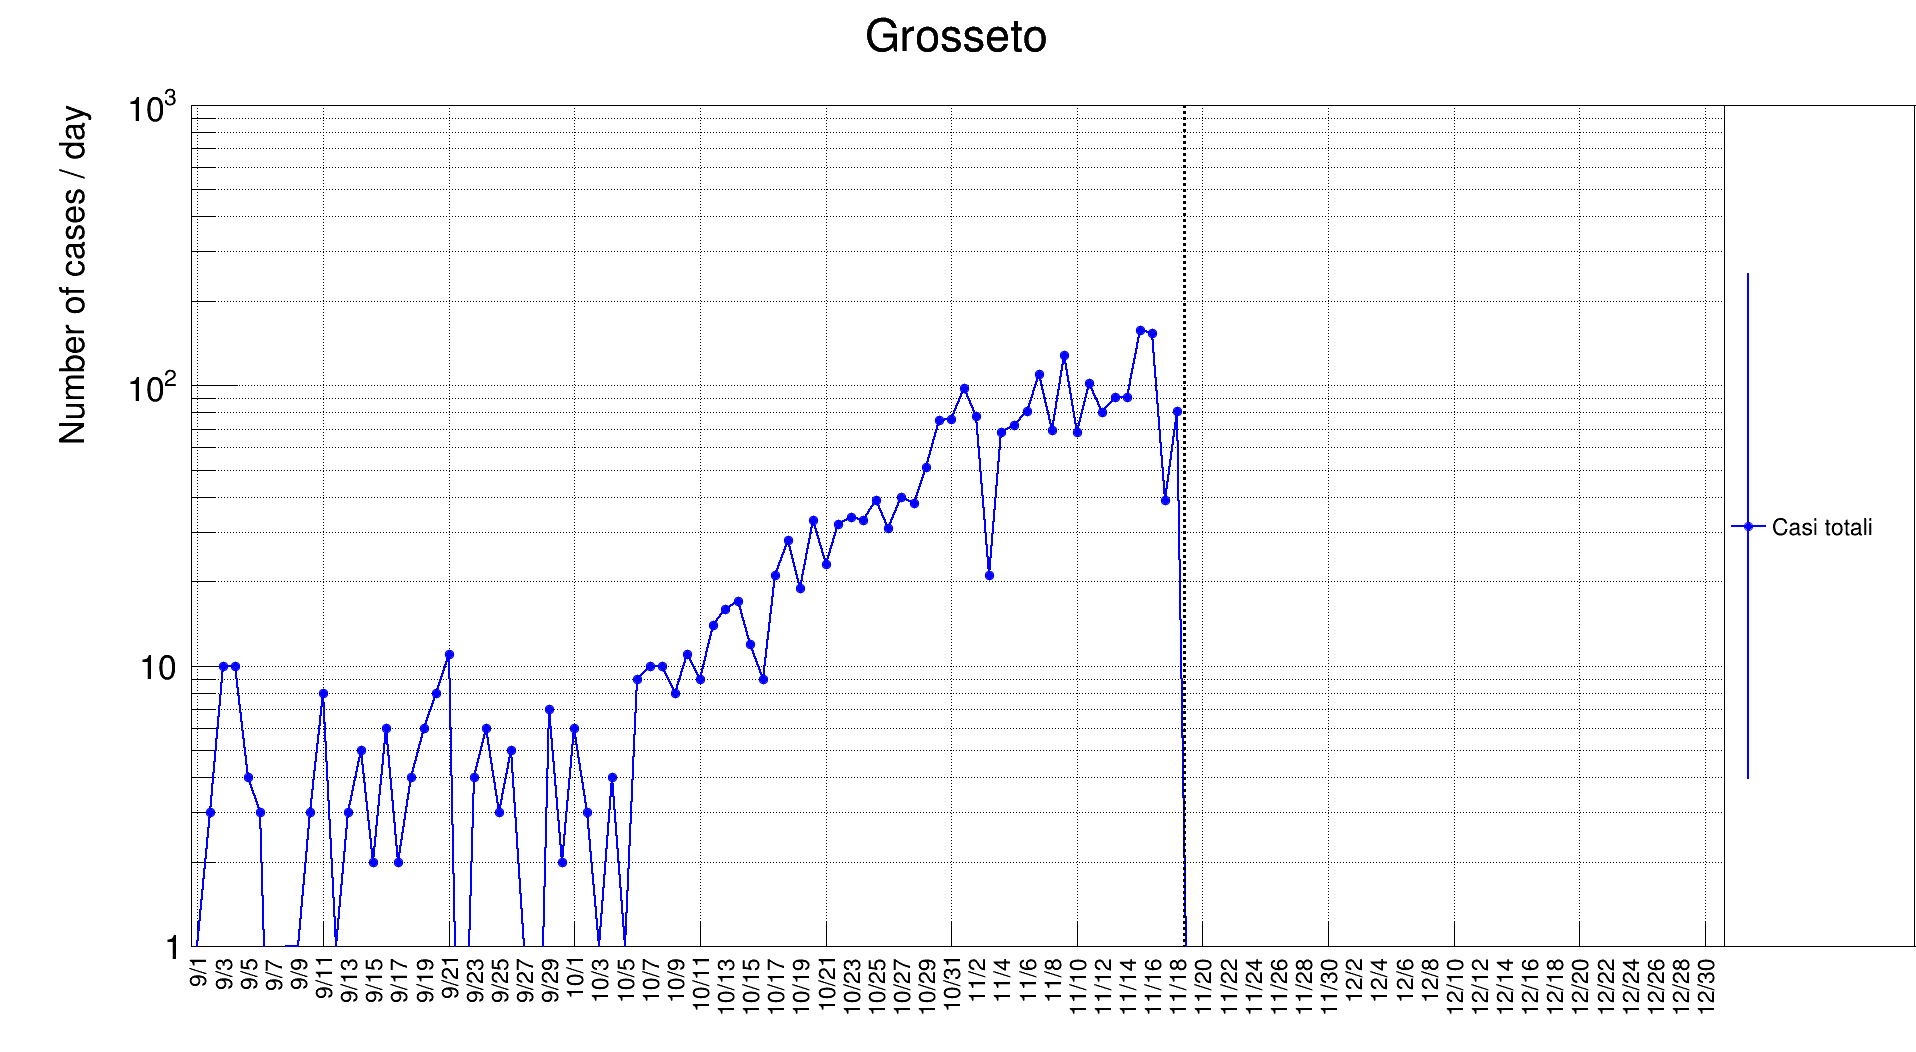 Grosseto
Number of cases / day
10³
10²
10
1
9/1 9/3 9/5 9/7 9/9 9/11 9/13 9/15 9/17 9/19 9/21 9/23 9/25 9/27 9/29 10/1 10/3 10/5 10/7 10/9 10/11 10/13 10/15 10/17 10/19 10/21 10/23 10/25 10/27 10/29 10/31 11/2 11/4 11/6 11/8 11/10 11/12 11/14 11/16 11/18 11/20 11/22 11/24 11/26 11/28 11/30 12/2 12/4 12/6 12/8 12/10 12/12 12/14 12/16 12/18 12/20 12/22 12/24 12/26 12/28 12/30
Casi totali